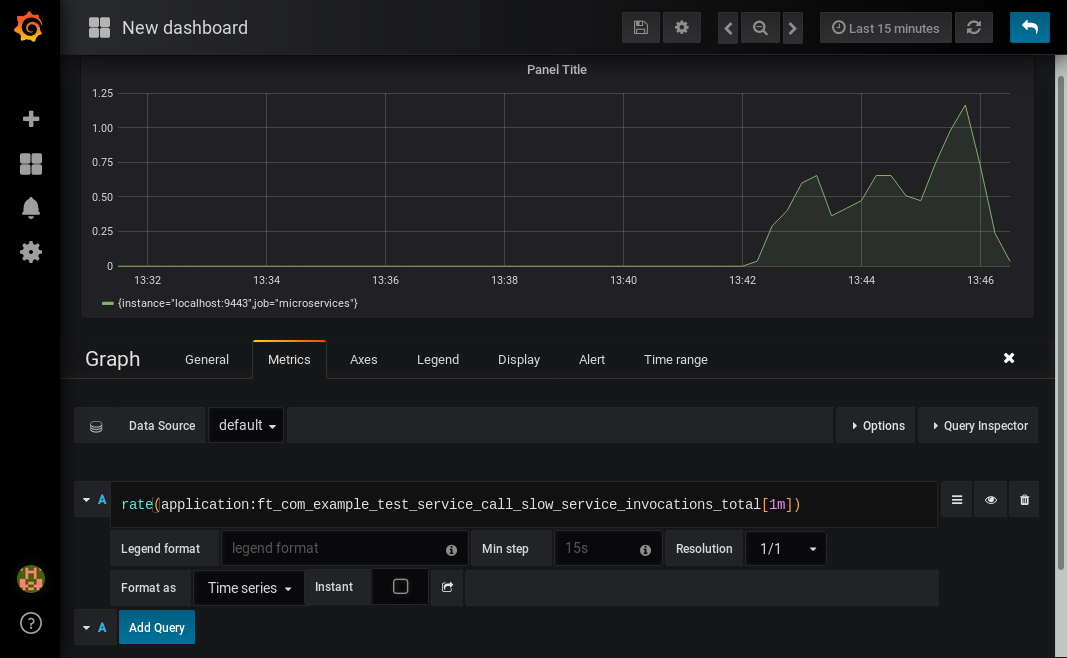 New dashboard
Last 15 minutes
Panel Title
1.25
1.00
0.75
0.50
0.25
0
13:32 13:34 13:36 13:38 13:40 13:42 13:44 13:46
{instance="localhost:9443",job="microservices"}
Graph General Metrics Axes Legend Display Alert Time range
Data Source default Options Query Inspector
A rate(application:ft_com_example_test_service_call_slow_service_invocations_total[1m])
Legend format legend format Min step 15s Resolution 1/1
Format as Time series Instant
A Add Query